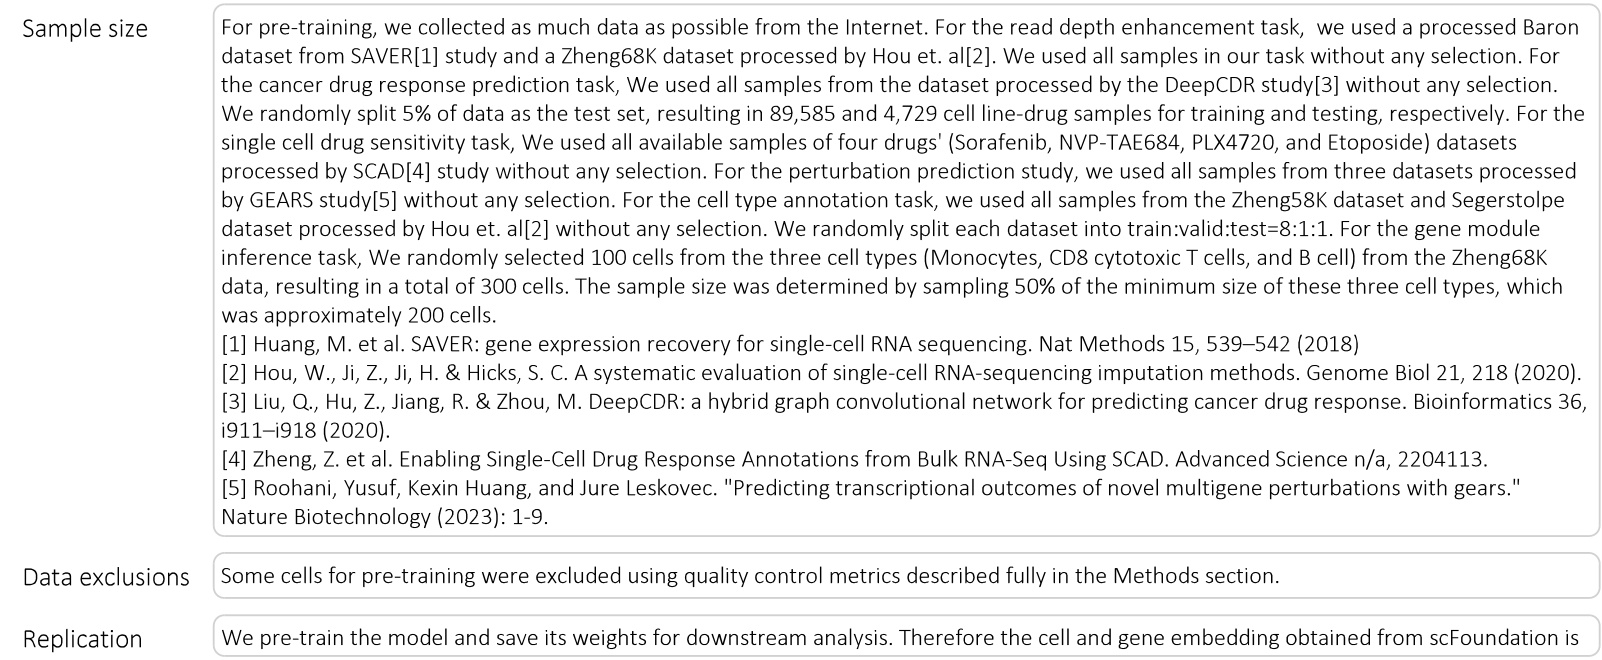 Sample size
For pre-training, we collected as much data as possible from the Internet. For the read depth enhancement task,  we used a processed Baron
dataset from SAVER[1] study and a Zheng68K dataset processed by Hou et. al[2]. We used all samples in our task without any selection. For
the cancer drug response prediction task, We used all samples from the dataset processed by the DeepCDR study[3] without any selection.
We randomly split 5% of data as the test set, resulting in 89,585 and 4,729 cell line-drug samples for training and testing, respectively. For the
single cell drug sensitivity task, We used all available samples of four drugs' (Sorafenib, NVP-TAE684, PLX4720, and Etoposide) datasets
processed by SCAD[4] study without any selection. For the perturbation prediction study, we used all samples from three datasets processed
by GEARS study[5] without any selection. For the cell type annotation task, we used all samples from the Zheng58K dataset and Segerstolpe
dataset processed by Hou et. al[2] without any selection. We randomly split each dataset into train:valid:test=8:1:1. For the gene module
inference task, We randomly selected 100 cells from the three cell types (Monocytes, CD8 cytotoxic T cells, and B cell) from the Zheng68K
data, resulting in a total of 300 cells. The sample size was determined by sampling 50% of the minimum size of these three cell types, which
was approximately 200 cells.
[1] Huang, M. et al. SAVER: gene expression recovery for single-cell RNA sequencing. Nat Methods 15, 539–542 (2018)
[2] Hou, W., Ji, Z., Ji, H. & Hicks, S. C. A systematic evaluation of single-cell RNA-sequencing imputation methods. Genome Biol 21, 218 (2020).
[3] Liu, Q., Hu, Z., Jiang, R. & Zhou, M. DeepCDR: a hybrid graph convolutional network for predicting cancer drug response. Bioinformatics 36,
i911–i918 (2020).
[4] Zheng, Z. et al. Enabling Single-Cell Drug Response Annotations from Bulk RNA-Seq Using SCAD. Advanced Science n/a, 2204113.
[5] Roohani, Yusuf, Kexin Huang, and Jure Leskovec. "Predicting transcriptional outcomes of novel multigene perturbations with gears."
Nature Biotechnology (2023): 1-9.
Data exclusions
Some cells for pre-training were excluded using quality control metrics described fully in the Methods section.
Replication
We pre-train the model and save its weights for downstream analysis. Therefore the cell and gene embedding obtained from scFoundation is